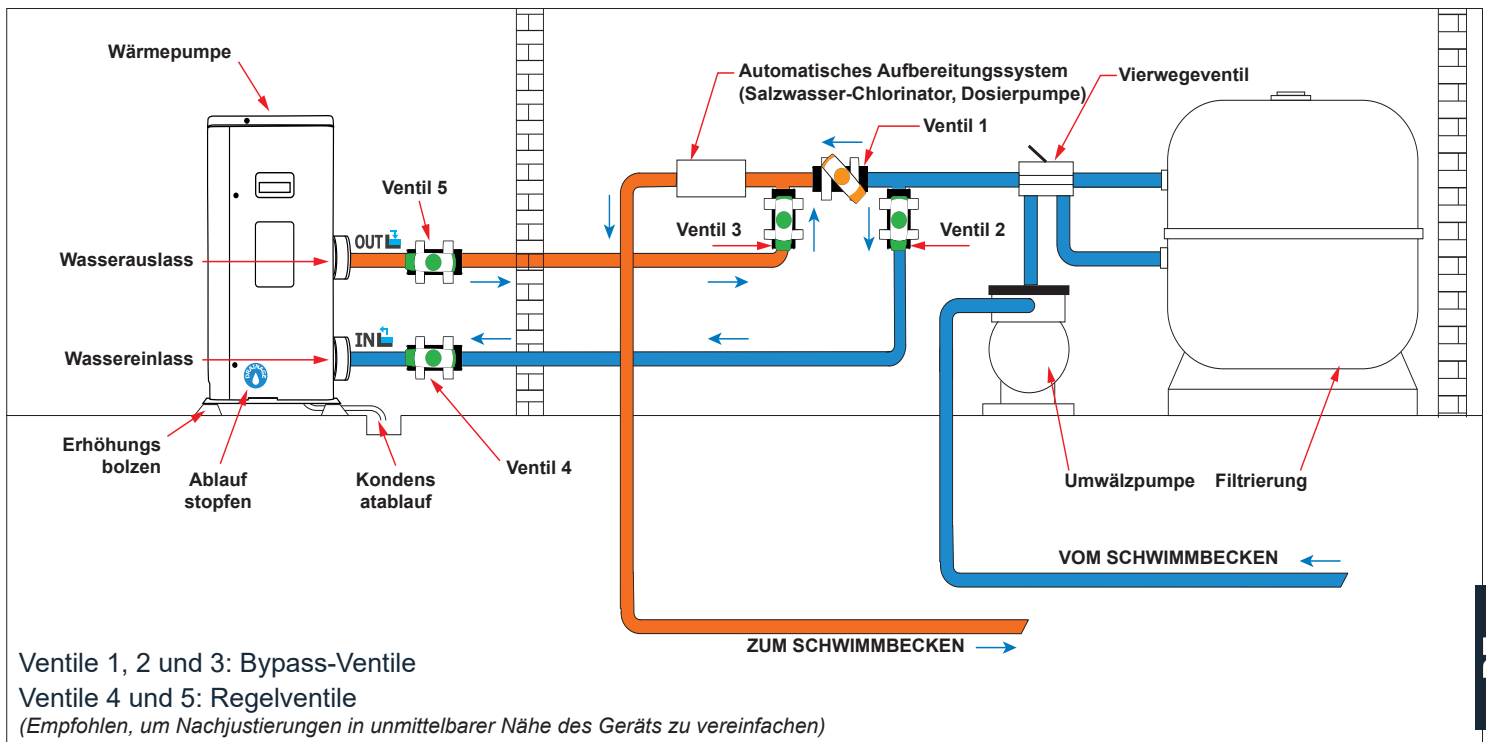 Wärmepumpe
Automatisches Aufbereitungssystem
(Salzwasser-Chlorinator, Dosierpumpe)
Vierwegeventil
Ventil 1
Ventil 5
Ventil 3
Ventil 2
OUT
Wasserauslass
IN
Wassereinlass
DRAINAGE
Erhöhungs
bolzen
Ablauf
stopfen
Kondens
atablauf
Ventil 4
Umwälzpumpe
Filtrierung
VOM SCHWIMMBECKEN
ZUM SCHWIMMBECKEN
Ventile 1, 2 und 3: Bypass-Ventile
Ventile 4 und 5: Regelventile
(Empfohlen, um Nachjustierungen in unmittelbarer Nähe des Geräts zu vereinfachen)